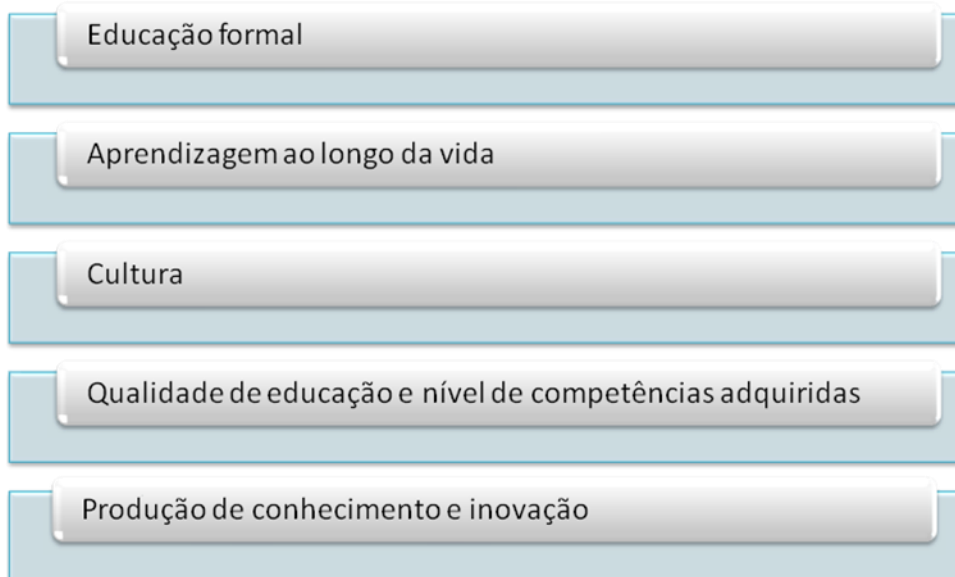 Educação formal
Aprendizagem ao longo da vida
Cultura
Qualidade de educação e nível de competências adquiridas
Produção de conhecimento e inovação